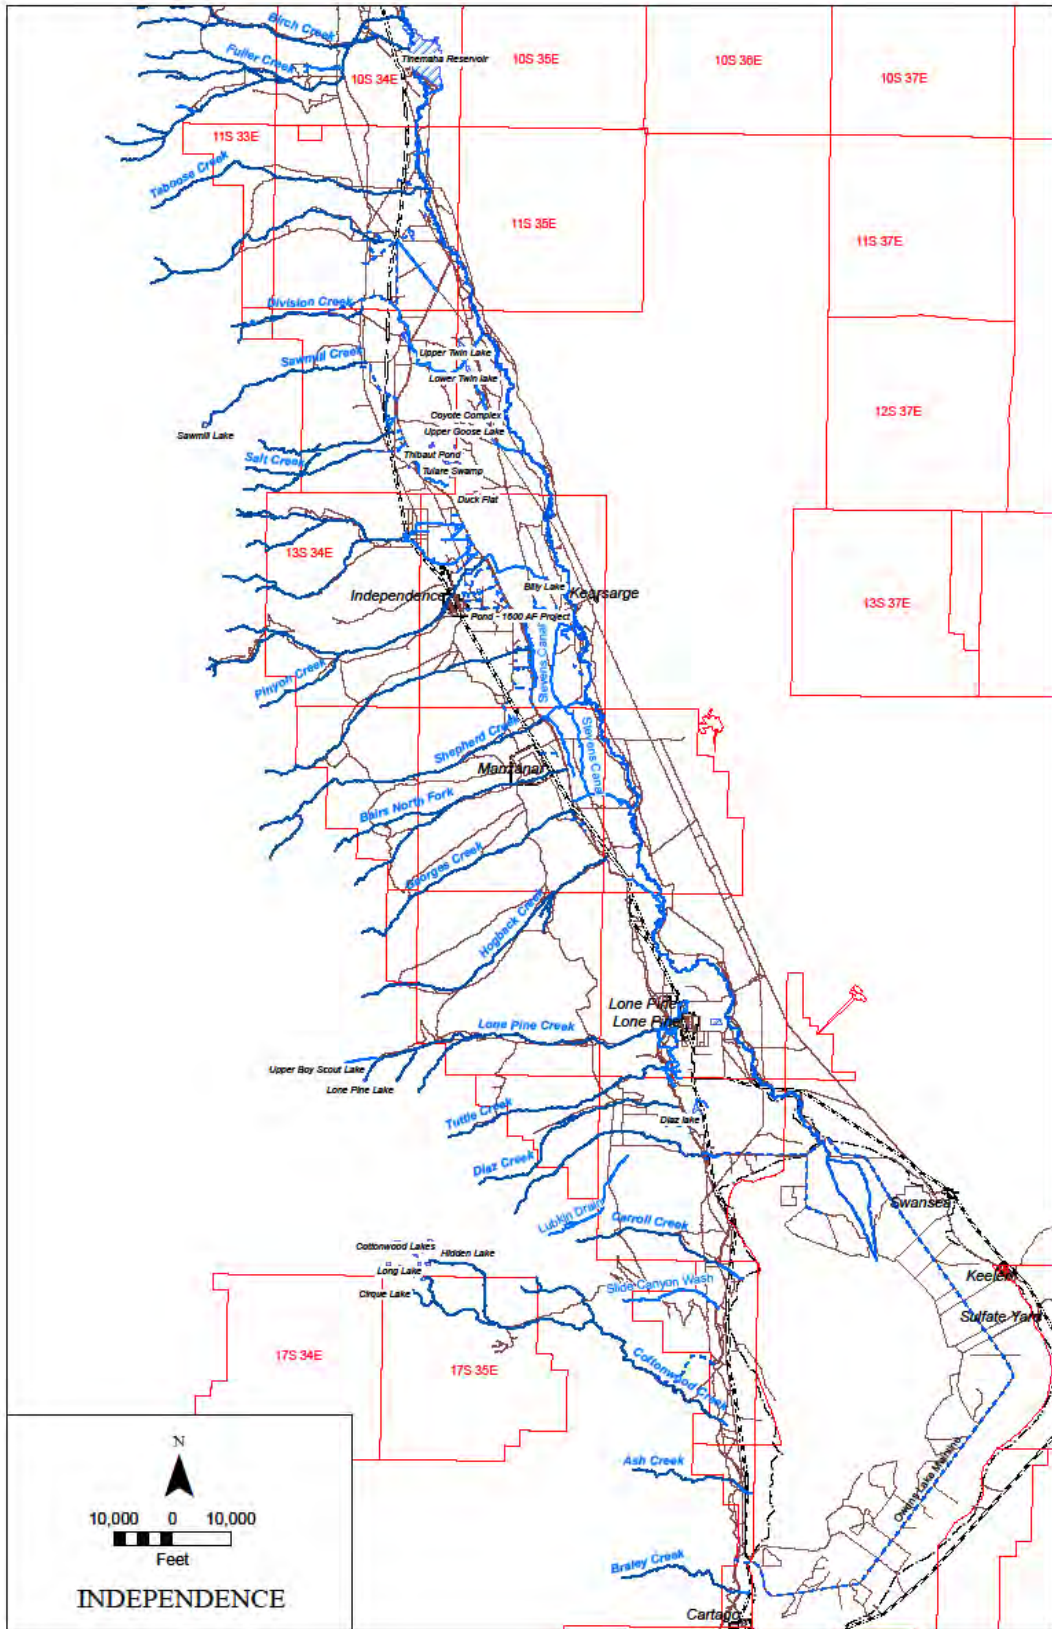 Birch Creek
Fuller Creek
Tinemaha Reservoir
10S 34E
10S 35E
10S 36E
10S 37E
11S 33E
Taboose Creek
11S 35E
11S 37E
Division Creek
Sawmill Creek
Upper Twin Lake
Lower Twin lake
Coyote Complex
Upper Goose Lake
12S 37E
Sawmill Lake
Salt Creek
Thibaut Pond
Tulare Swamp
Duck Flat
13S 34E
Independence
Billy Lake
Kearsarge
Pond - 1600 AF Project
13S 37E
Pinyon Creek
Stevens Canal
Shepherd Creek
Stevens Canal
Manzanar
Bairs North Fork
Georges Creek
Hogback Creek
Lone Pine
Lone Pine
Lone Pine Creek
Upper Boy Scout Lake
Lone Pine Lake
Tuttle Creek
Diaz lake
Diaz Creek
Swansea
Lubkin Drain
Carroll Creek
Cottonwood Lakes
Hidden Lake
Long Lake
Cirque Lake
Slide Canyon Wash
Keeler
Sulfate Yard
17S 34E
17S 35E
Cottonwood Creek
Ash Creek
Owens Lake Mainline
Braley Creek
Cartago
N
10,000 0 10,000
Feet
INDEPENDENCE